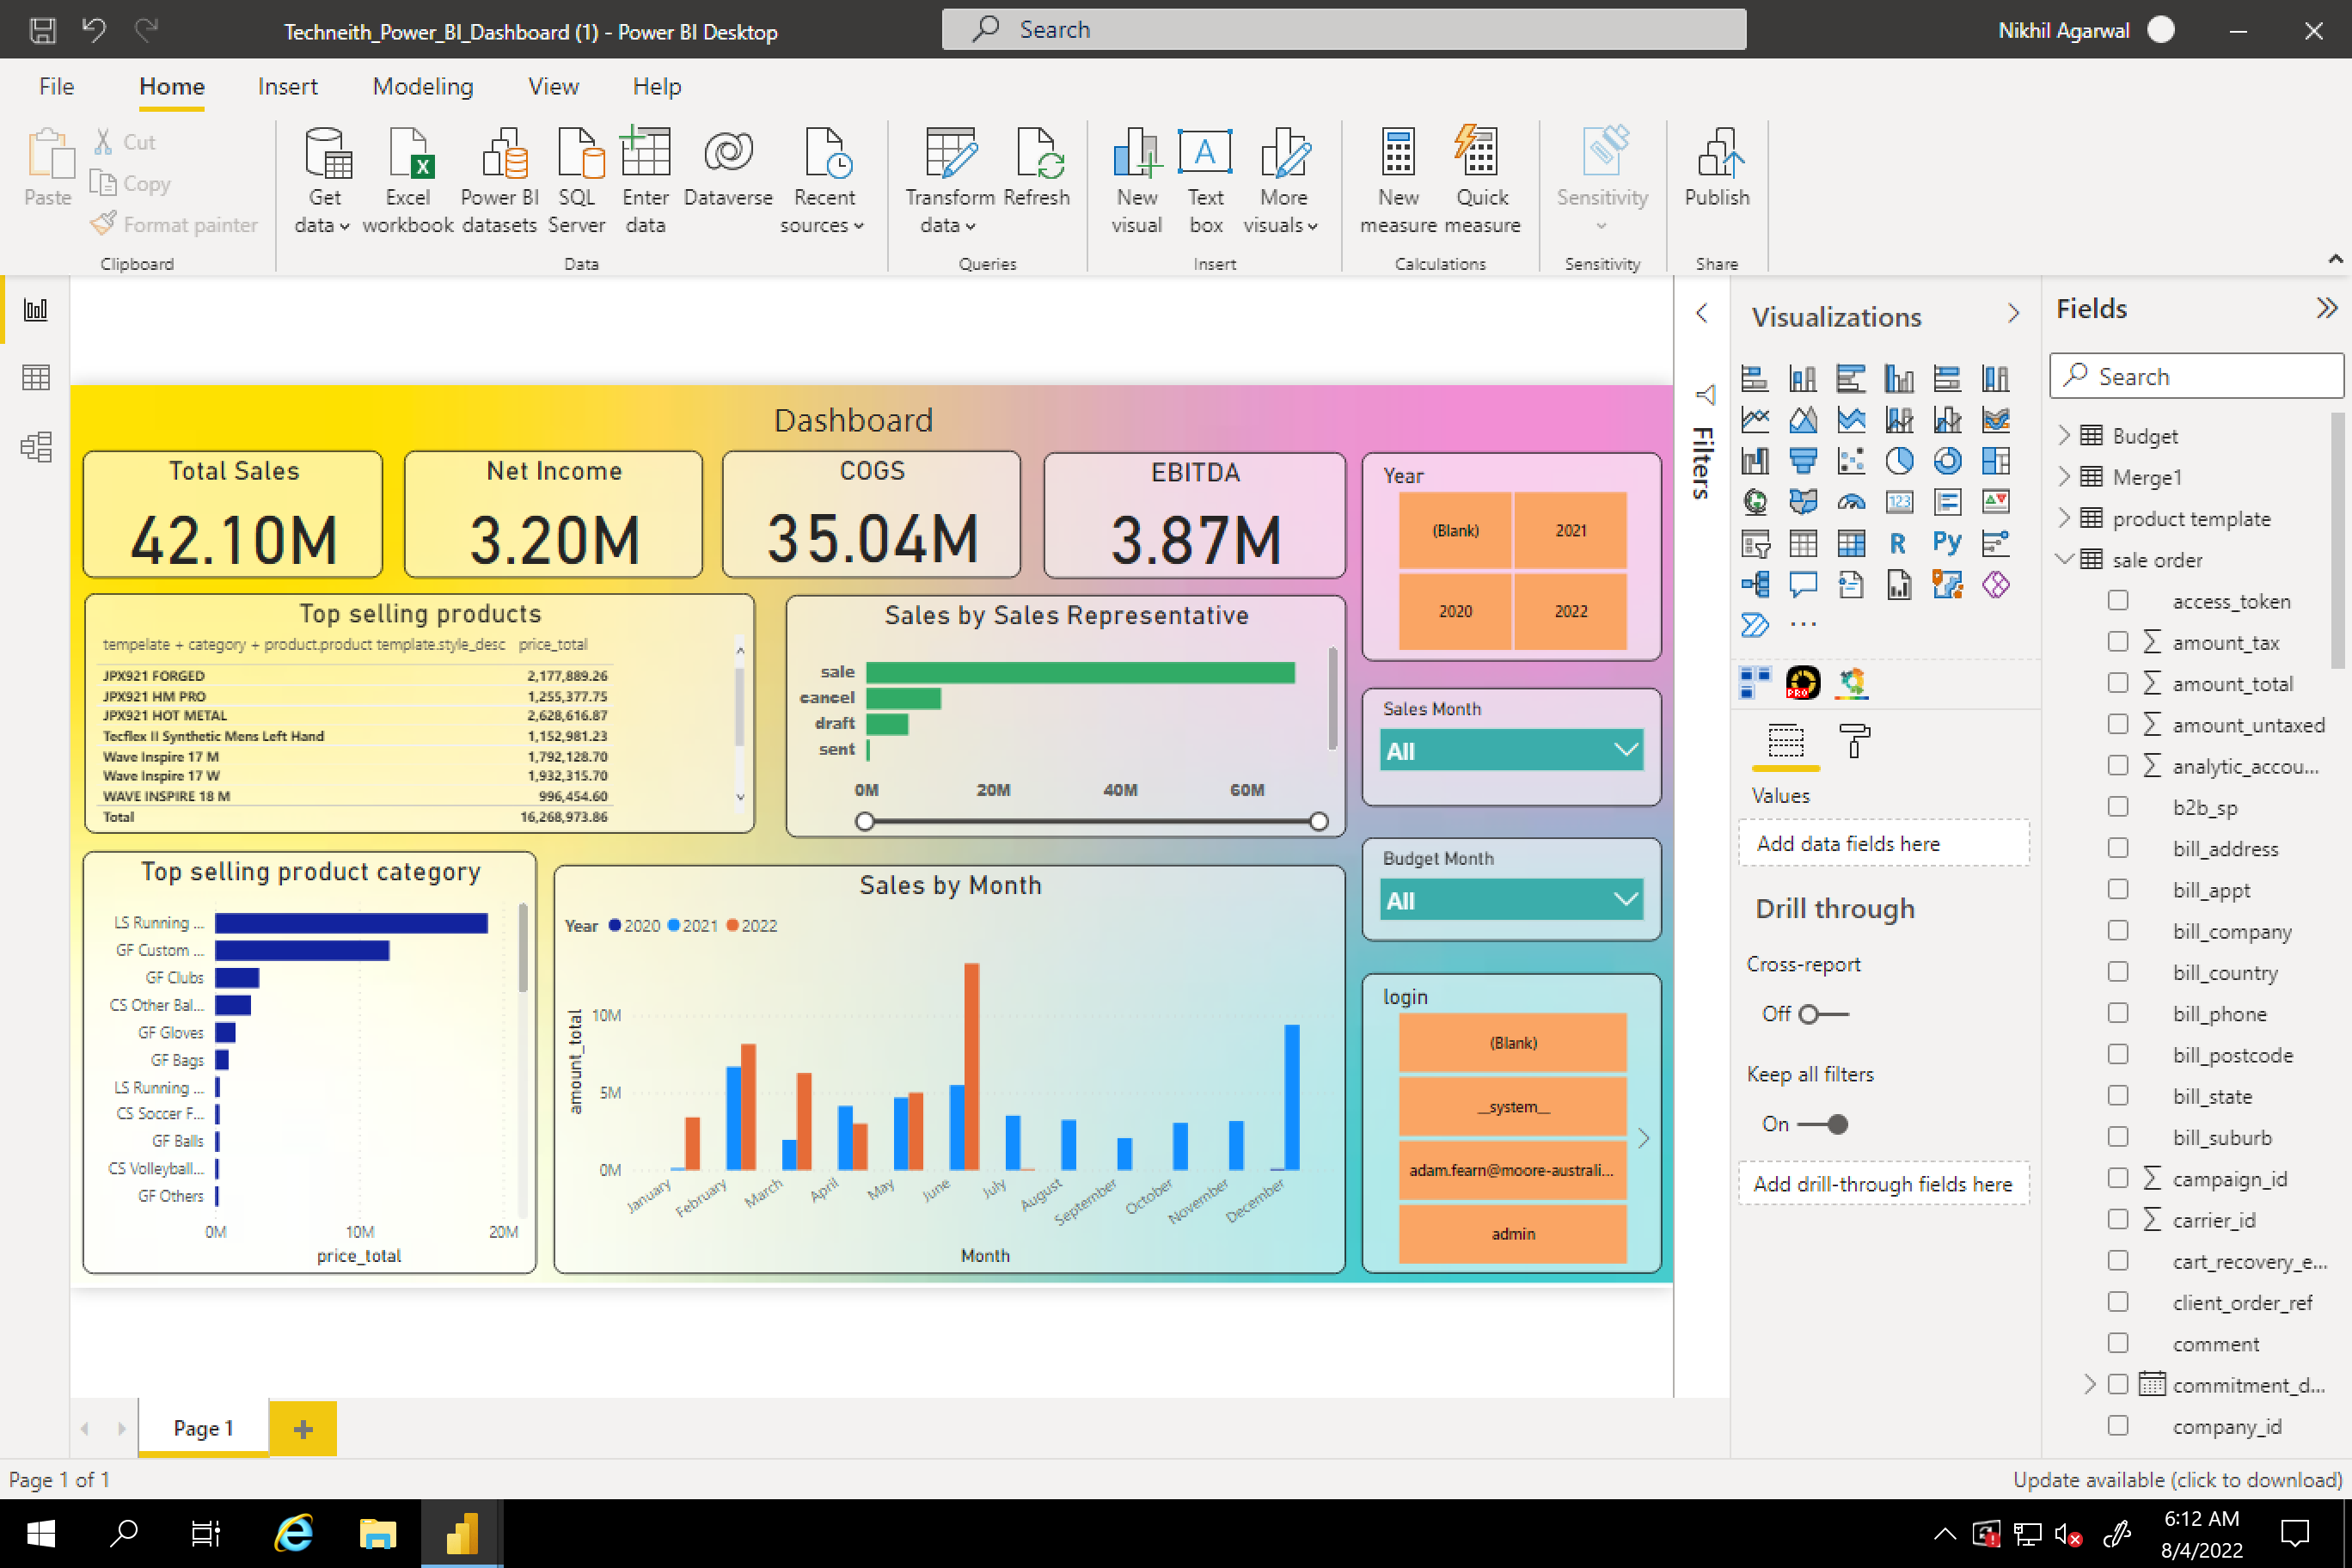 Techneith_Power_BI_Dashboard (1) - Power BI Desktop
Search
Nikhil Agarwal
File Home Insert Modeling View Help
Paste
Cut
Copy
Format painter
Clipboard
Get data
Excel workbook
Power BI datasets
SQL Server
Enter data
Dataverse
Recent sources
Data
Transform data
Refresh
Queries
New visual
Text box
More visuals
Insert
New measure
Quick measure
Calculations
Sensitivity
Sensitivity
Publish
Share
Dashboard
Total Sales
42.10M
Net Income
3.20M
COGS
35.04M
EBITDA
3.87M
Top selling products
tempelate + category + product.product template.style_desc price_total
JPX921 FORGED 2,177,889.26
JPX921 HM PRO 1,255,377.75
JPX921 HOT METAL 2,628,616.87
Tecflex II Synthetic Mens Left Hand 1,152,981.23
Wave Inspire 17 M 1,792,128.70
Wave Inspire 17 W 1,932,315.70
WAVE INSPIRE 18 M 996,454.60
Total 16,268,973.86
Sales by Sales Representative
sale
cancel
draft
sent
0M 20M 40M 60M
Year
(Blank) 2021
2020 2022
Sales Month
All
Budget Month
All
login
(Blank)
__system__
adam.fearn@moore-australi...
admin
Top selling product category
LS Running ...
GF Custom ...
GF Clubs
CS Other Bal...
GF Gloves
GF Bags
LS Running ...
CS Soccer F...
GF Balls
CS Volleyball...
GF Others
0M 10M 20M
price_total
Sales by Month
Year 2020 2021 2022
amount_total
10M
5M
0M
January February March April May June July August September October November December
Month
Filters
Visualizations
123
R Py
PRO
Values
Add data fields here
Drill through
Cross-report
Off
Keep all filters
On
Add drill-through fields here
Fields
Search
Budget
Merge1
product template
sale order
access_token
amount_tax
amount_total
amount_untaxed
analytic_accou...
b2b_sp
bill_address
bill_appt
bill_company
bill_country
bill_phone
bill_postcode
bill_state
bill_suburb
campaign_id
carrier_id
cart_recovery_e...
client_order_ref
comment
commitment_d...
company_id
Page 1
Page 1 of 1
Update available (click to download)
6:12 AM
8/4/2022